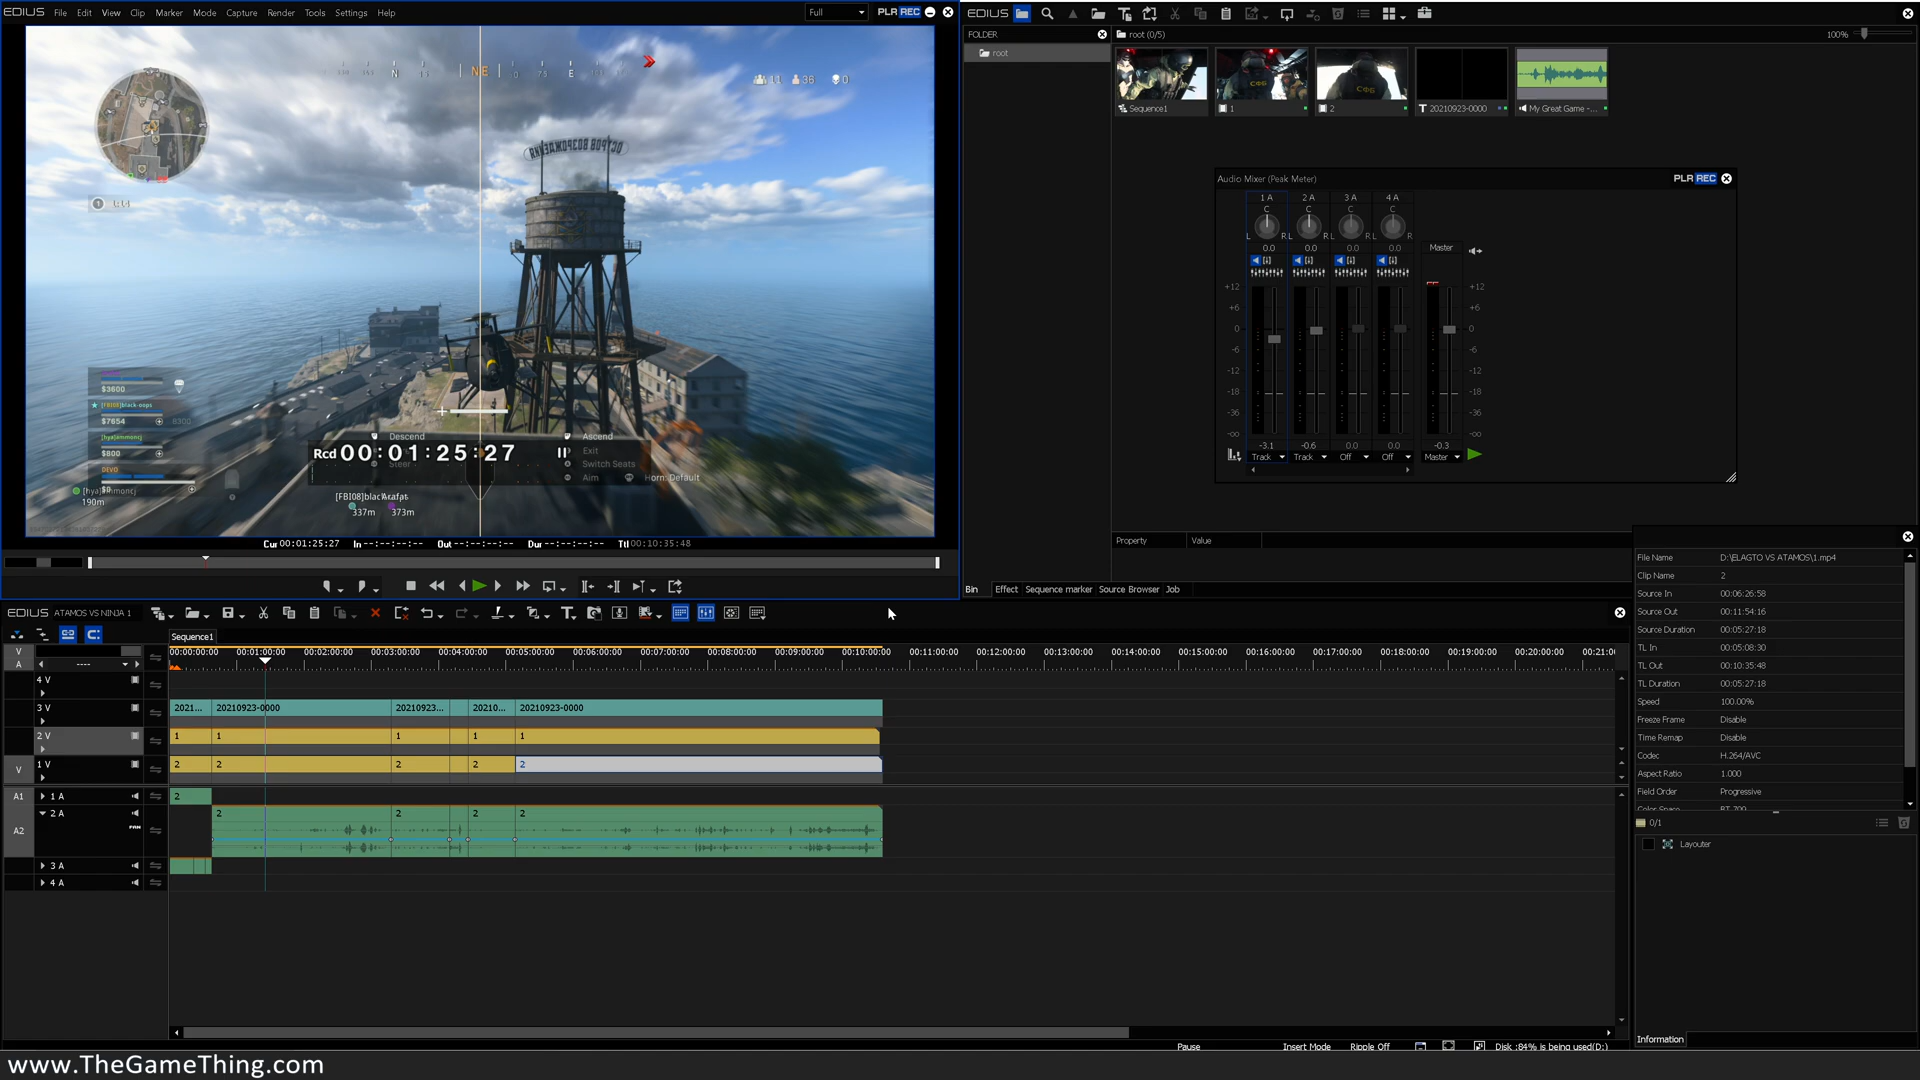 EDIUS File Edit View Clip Marker Mode Capture Render Tools Settings Help
Full PLR REC
EDIUS
FOLDER
root
root (0/5)
100%
Sequence1
1
2
20210923-0000
My Great Game -...
N NE E
11 38 0
ОСТРОВ ВОЗРОЖДЕНИЯ
$3600
[FBI08]black-oops
$7654
8300
[hya]ammoncj
$800
DEVO
$0
[hya]ammoncj
190m
Descend
Steer
Ascend
Exit
Switch Seats
Aim
Horn: Default
Rcd 00:01:25:27
337m 373m
Cur 00:01:25:27 In --:--:--:-- Out --:--:--:-- Dur --:--:--:-- Ttl 00:10:35:48
Audio Mixer (Peak Meter)
PLR REC
1 A 2 A 3 A 4 A
C C C C
L R L R L R L R
0.0 0.0 0.0 0.0 Master
+12 +12
+6 +6
0 0
-6 -6
-12 -12
-18 -18
-36 -36
-oo -oo
-3.1 -0.6 0.0 0.0 -0.3
Track Track Off Off Master
Property Value
Bin Effect Sequence marker Source Browser Job
File Name D:\ELAGTO VS ATAMOS\1.mp4
Clip Name 2
Source In 00:06:26:58
Source Out 00:11:54:16
Source Duration 00:05:27:18
TL In 00:05:08:30
TL Out 00:10:35:48
TL Duration 00:05:27:18
Speed 100.00%
Freeze Frame Disable
Time Remap Disable
Codec H.264/AVC
Aspect Ratio 1.000
Field Order Progressive
Color Space BT.709
0/1
Layouter
Information
EDIUS ATAMOS VS NINJA 1
Sequence1
00:00:00:00 00:01:00:00 00:02:00:00 00:03:00:00 00:04:00:00 00:05:00:00 00:06:00:00 00:07:00:00 00:08:00:00 00:09:00:00 00:10:00:00 00:11:00:00 00:12:00:00 00:13:00:00 00:14:00:00 00:15:00:00 00:16:00:00 00:17:00:00 00:18:00:00 00:19:00:00 00:20:00:00 00:21:0
V
A ----
4 V
3 V 2021... 20210923-0000 20210923... 20210... 20210923-0000
2 V 1 1 1 1 1
V 1 V 2 2 2 2 2
A1 1 A 2
A2 2 A 2 2 2 2
PAN
3 A
4 A
Pause Insert Mode Ripple Off Disk :84% is being used(D:)
www.TheGameThing.com